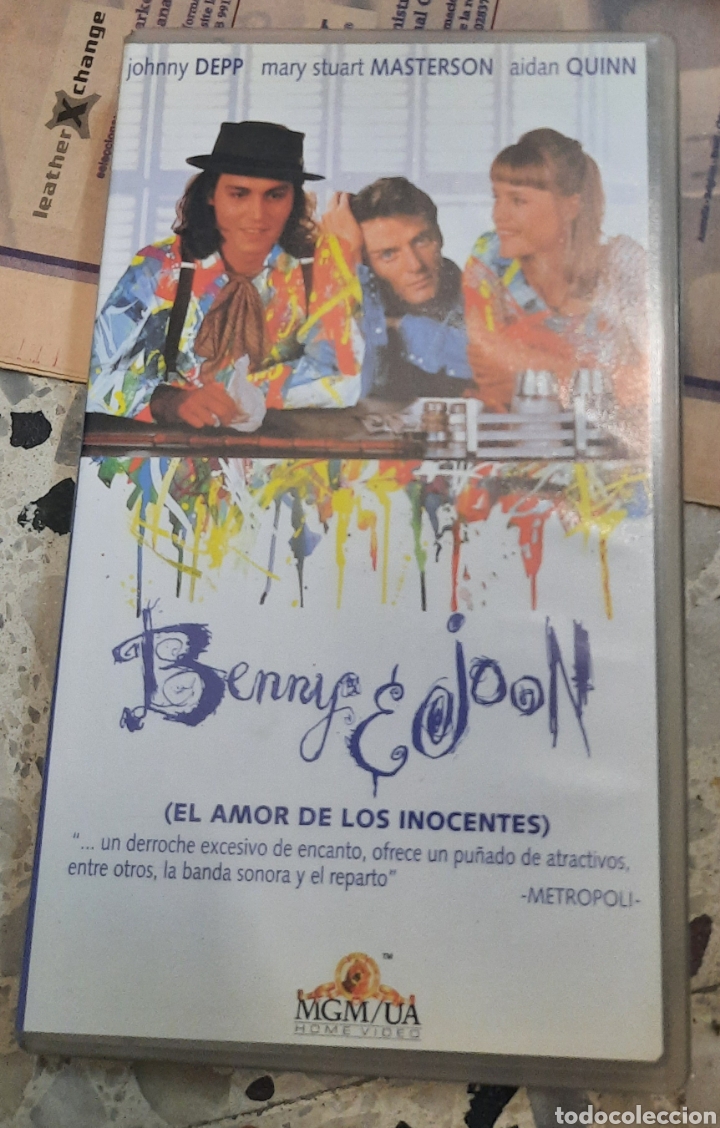 leather X change
johnny DEPP mary stuart MASTERSON aidan QUINN
Benny & Joon
(EL AMOR DE LOS INOCENTES)
"... un derroche excesivo de encanto, ofrece un puñado de atractivos,
entre otros, la banda sonora y el reparto"
-METROPOLI-
TM
MGM/UA
HOME VIDEO
todocoleccion